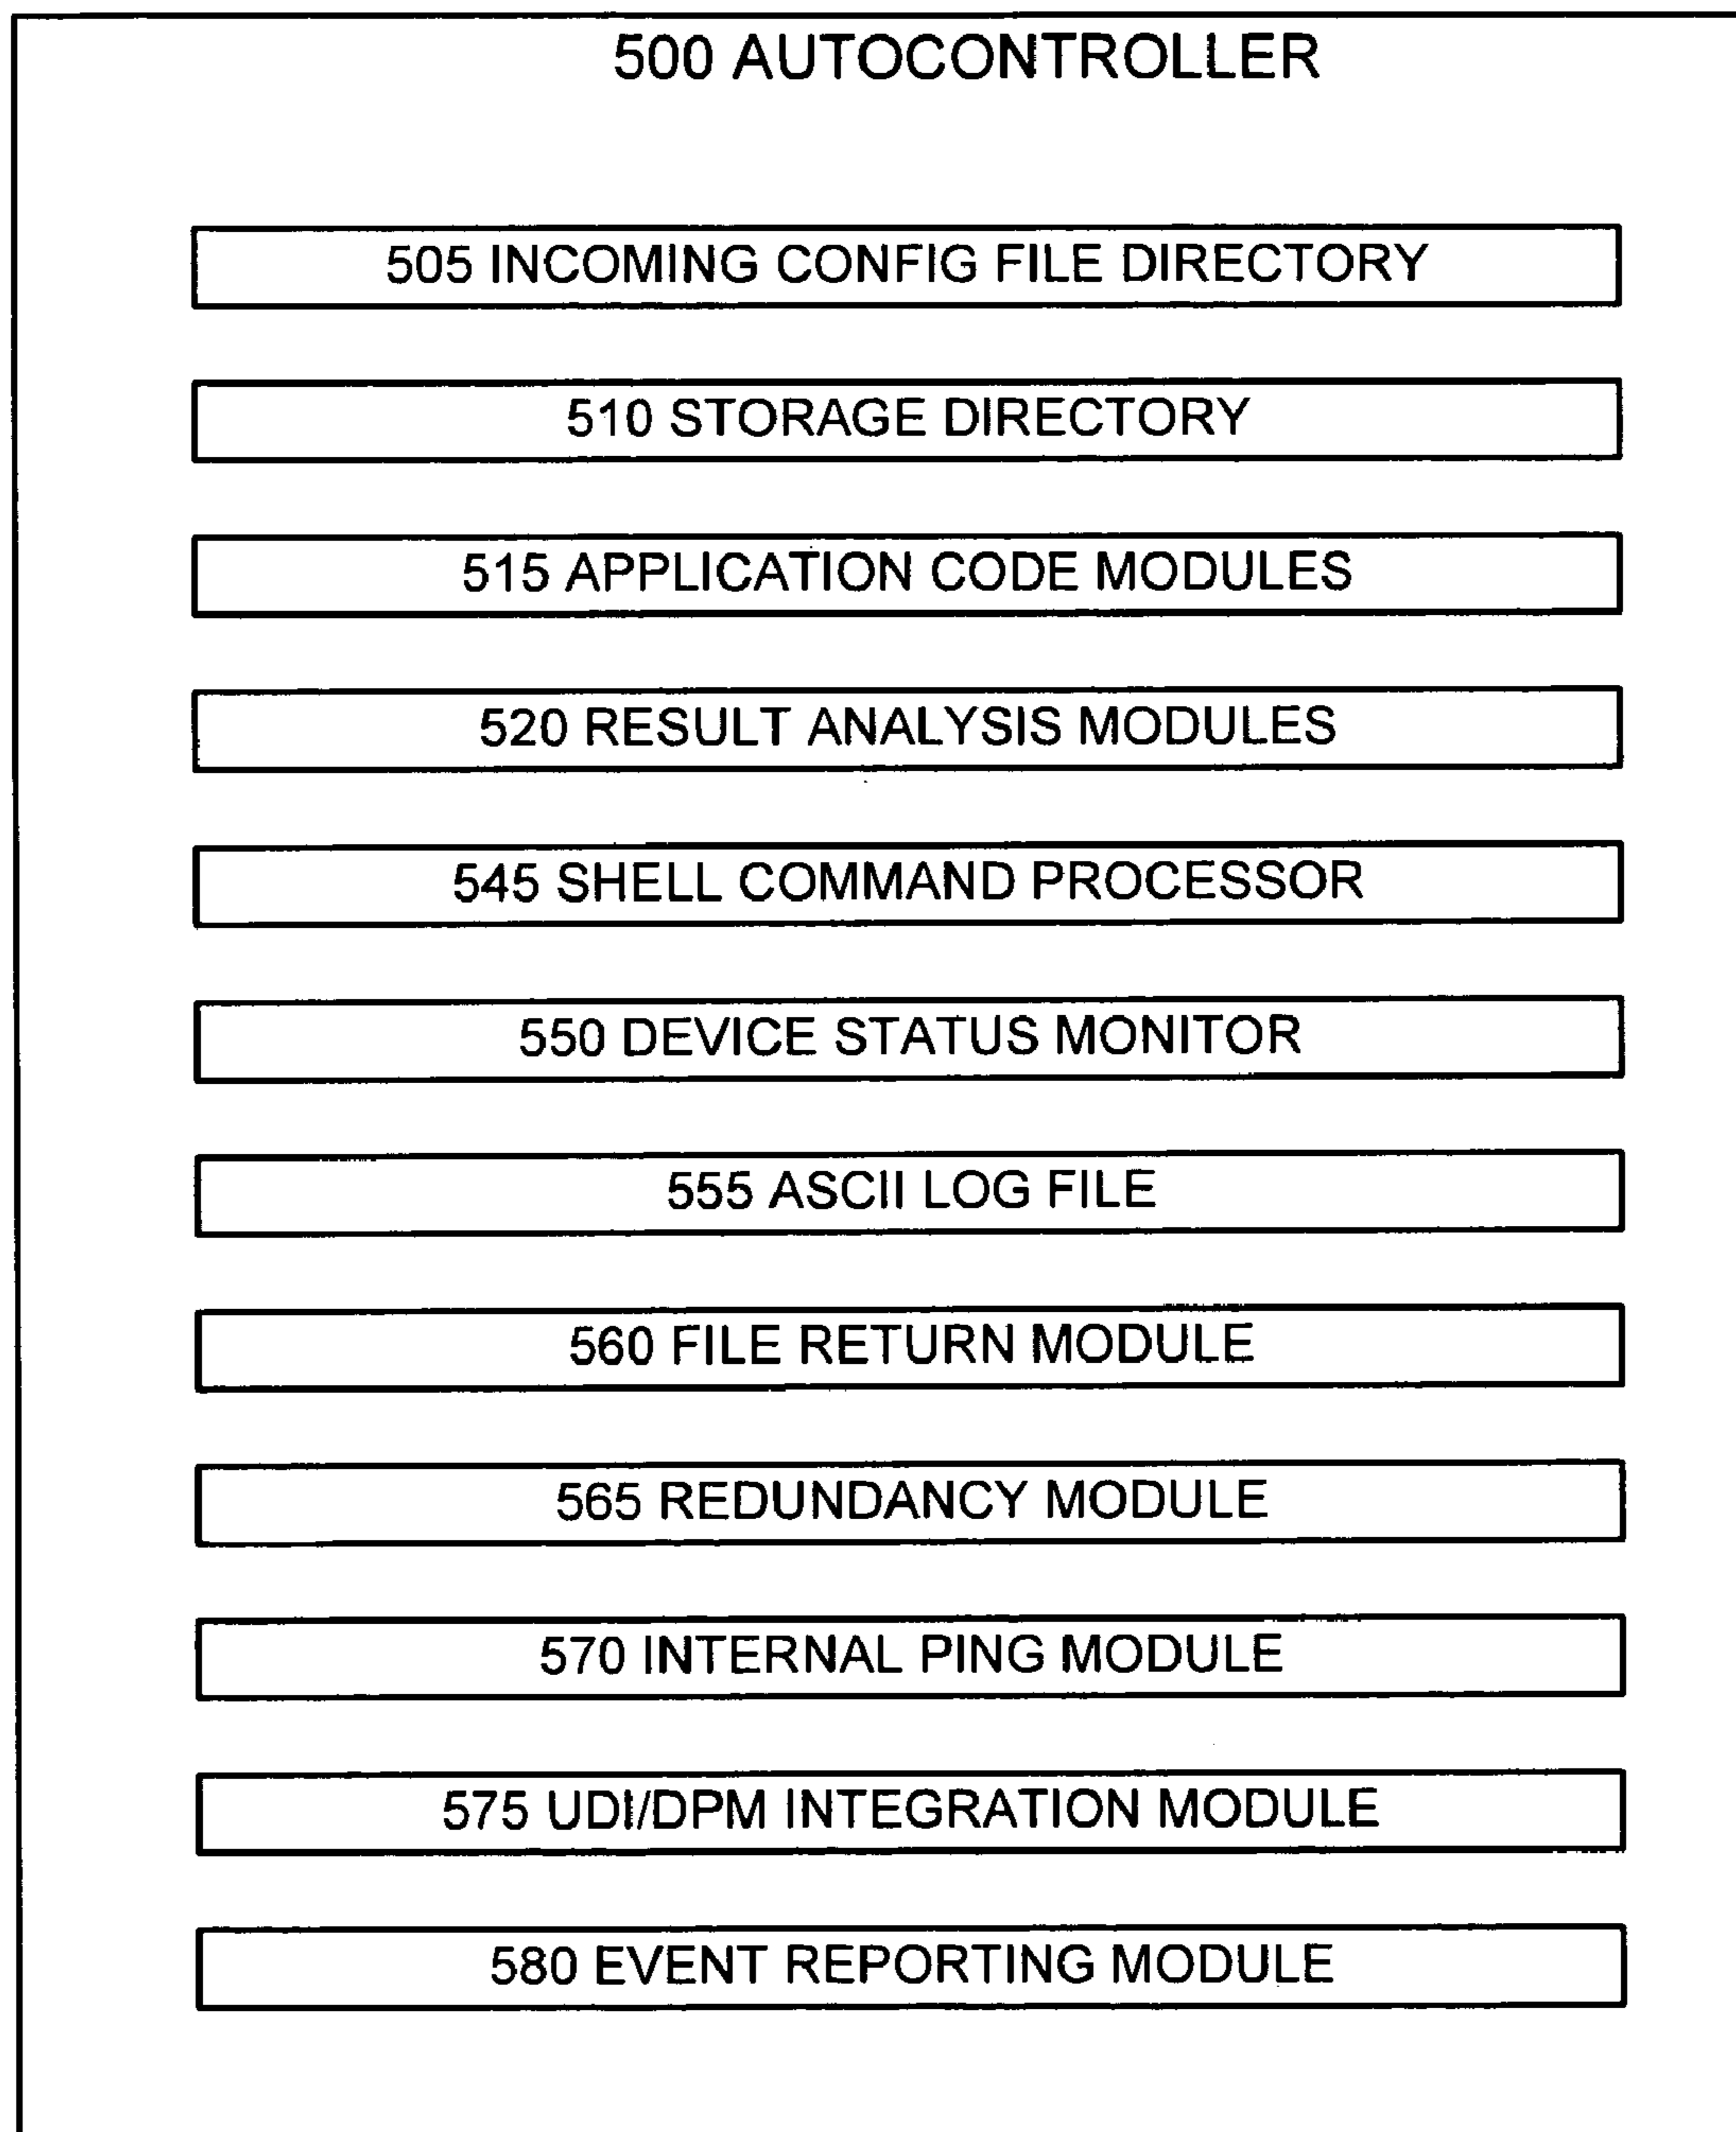 500 AUTOCONTROLLER
505 INCOMING CONFIG FILE DIRECTORY
510 STORAGE DIRECTORY
515 APPLICATION CODE MODULES
520 RESULT ANALYSIS MODULES
545 SHELL COMMAND PROCESSOR
550 DEVICE STATUS MONITOR
555 ASCII LOG FILE
560 FILE RETURN MODULE
565 REDUNDANCY MODULE
570 INTERNAL PING MODULE
575 UDI/DPM INTEGRATION MODULE
580 EVENT REPORTING MODULE